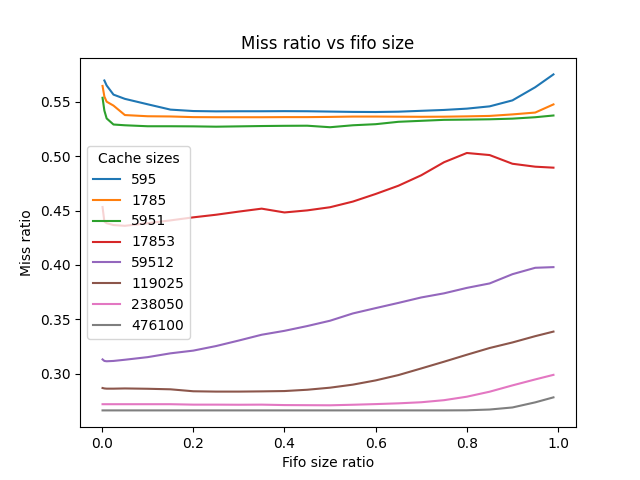 Miss ratio vs fifo size
Miss ratio
0.55
0.50
0.45
0.40
0.35
0.30
Cache sizes
595
1785
5951
17853
59512
119025
238050
476100
0.0 0.2 0.4 0.6 0.8 1.0
Fifo size ratio